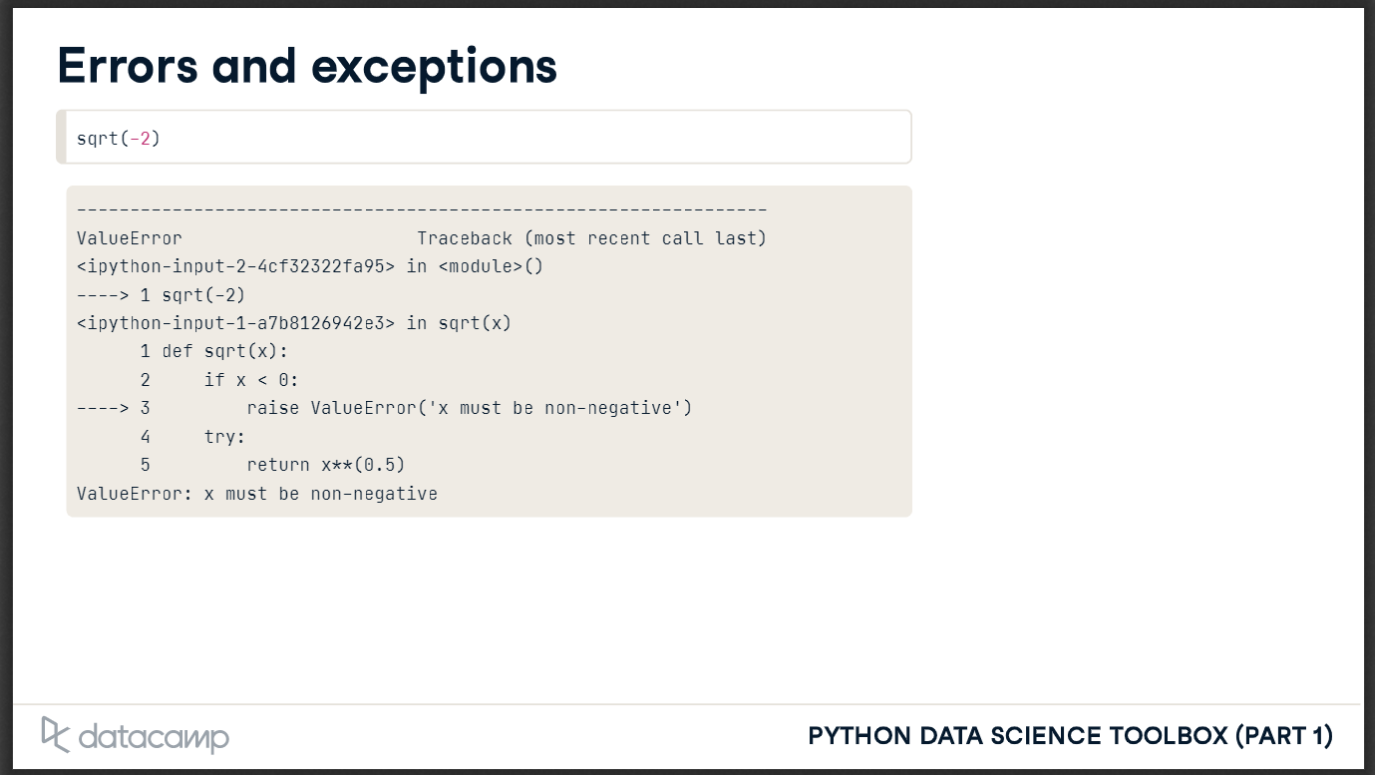 Errors and exceptions
sqrt(-2)
-----------------------------------------------------------------
ValueError                      Traceback (most recent call last)
<ipython-input-2-4cf32322fa95> in <module>()
----> 1 sqrt(-2)
<ipython-input-1-a7b8126942e3> in sqrt(x)
      1 def sqrt(x):
      2     if x < 0:
----> 3         raise ValueError('x must be non-negative')
      4     try:
      5         return x**(0.5)
ValueError: x must be non-negative
datacamp
PYTHON DATA SCIENCE TOOLBOX (PART 1)